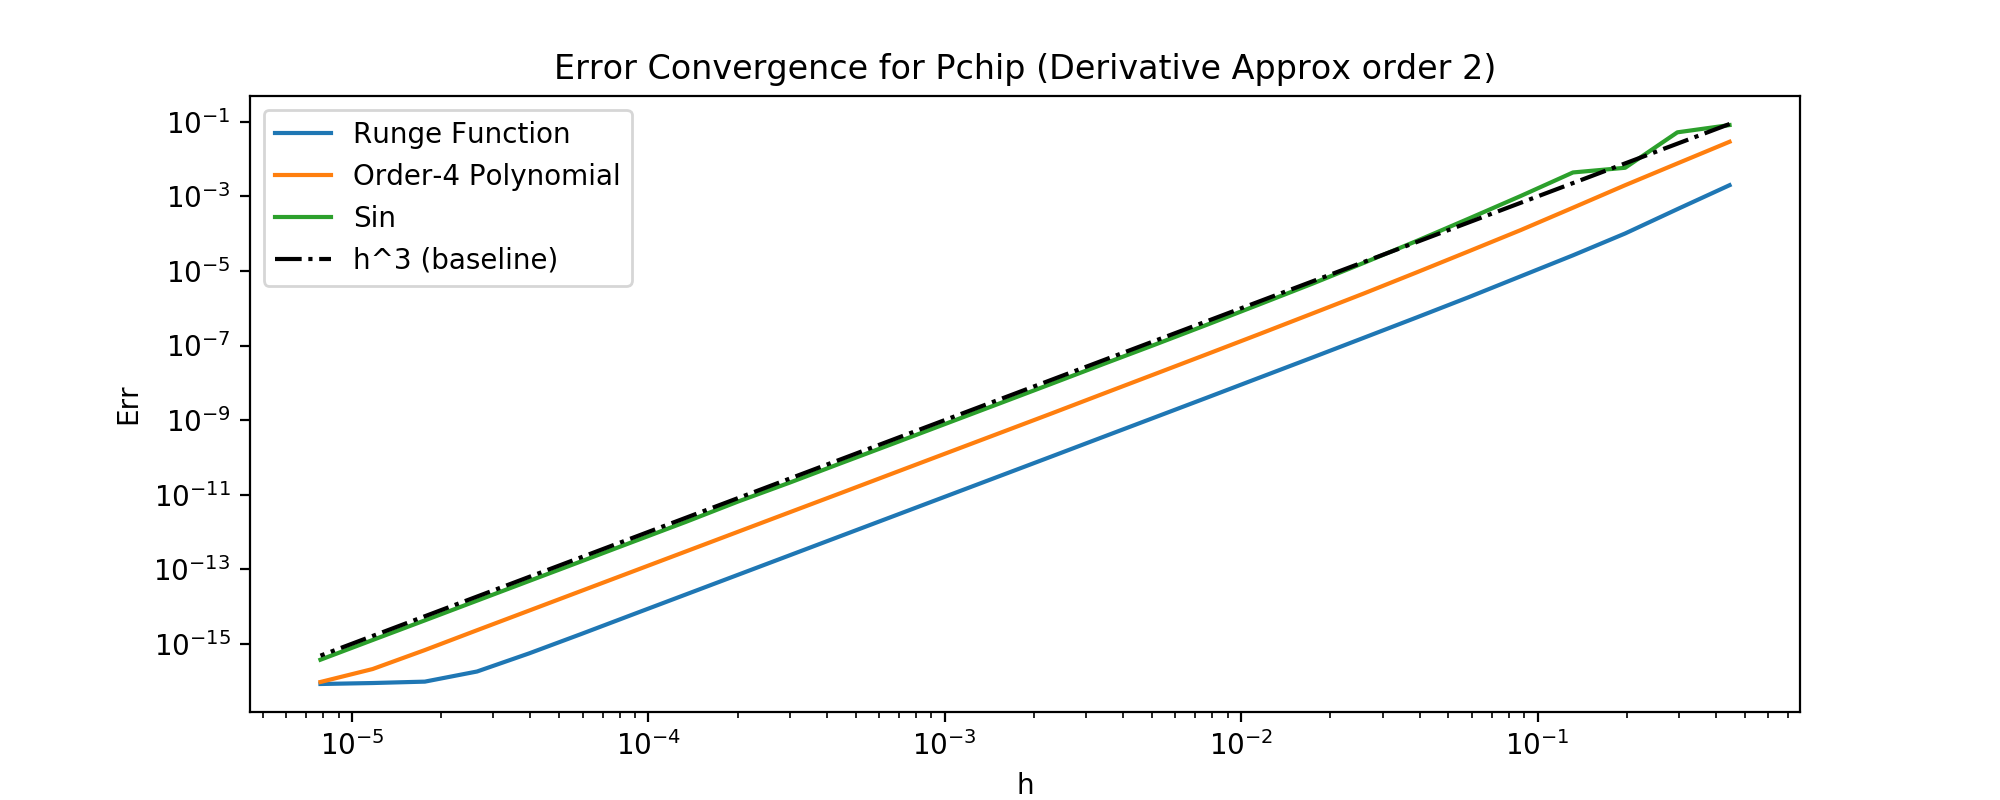 Error Convergence for Pchip (Derivative Approx order 2)
Runge Function
Order-4 Polynomial
Sin
h^3 (baseline)
10⁻¹
10⁻³
10⁻⁵
10⁻⁷
10⁻⁹
10⁻¹¹
10⁻¹³
10⁻¹⁵
Err
10⁻⁵ 10⁻⁴ 10⁻³ 10⁻² 10⁻¹
h